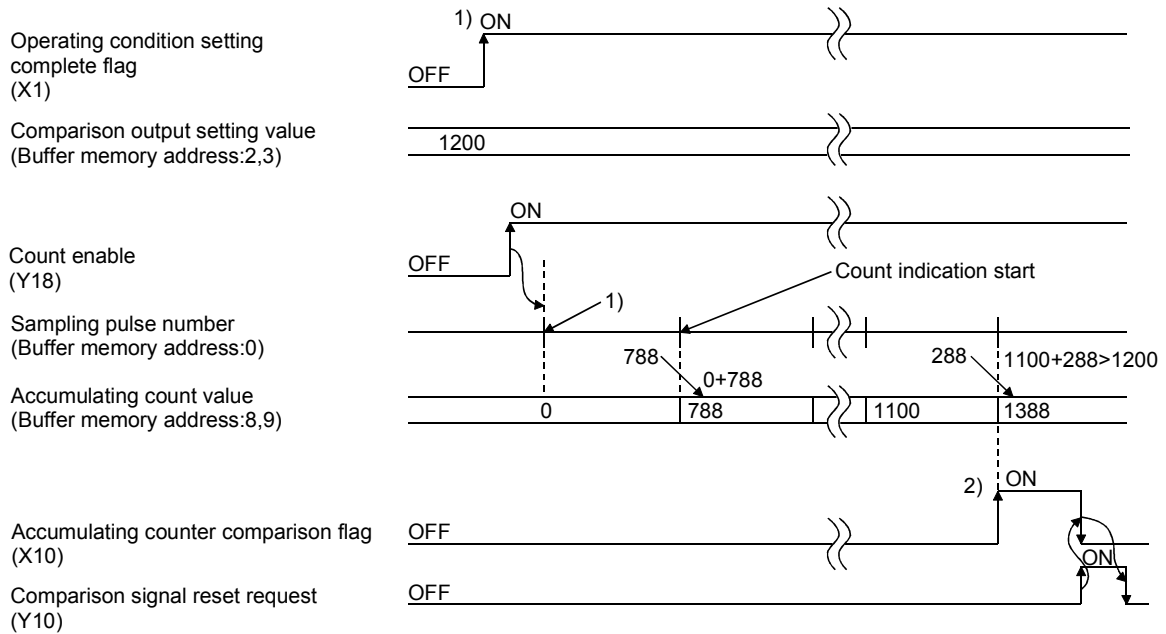 1) ON
Operating condition setting
complete flag
(X1)
OFF
Comparison output setting value
(Buffer memory address:2,3)
1200
ON
Count enable
(Y18)
OFF
Count indication start
1)
Sampling pulse number
(Buffer memory address:0)
788
0+788
288
1100+288>1200
Accumulating count value
(Buffer memory address:8,9)
0
788
1100
1388
2) ON
Accumulating counter comparison flag
(X10)
OFF
ON
Comparison signal reset request
(Y10)
OFF